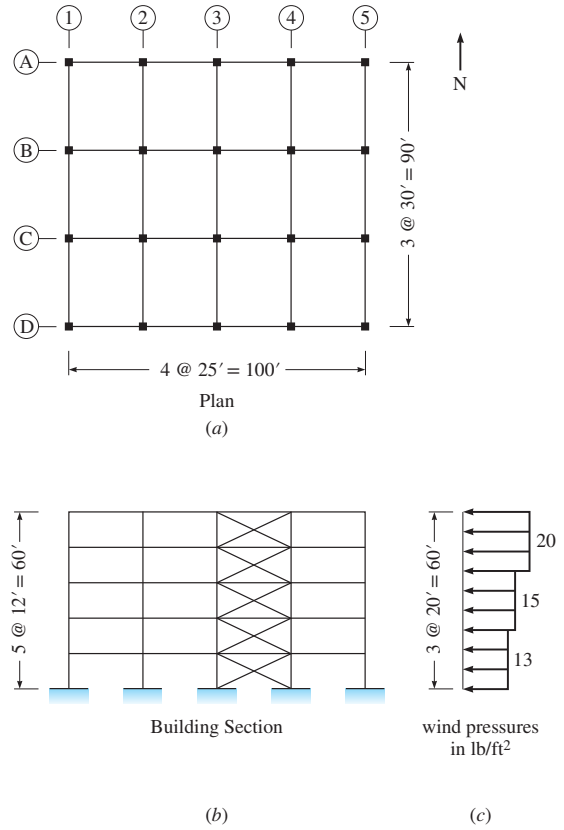 1 2 3 4 5
A
N
B
3 @ 30′ = 90′
C
D
4 @ 25′ = 100′
Plan
(a)
5 @ 12′ = 60′
3 @ 20′ = 60′
20
15
13
Building Section
wind pressures
in lb/ft²
(b)
(c)